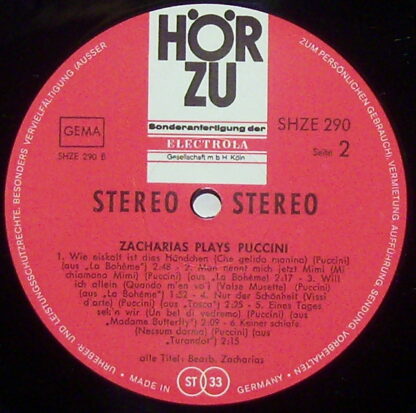 HÖR
ZU
Sonderanfertigung der
ELECTROLA
Gesellschaft m b H. Köln
GEMA
SHZE 290 B
SHZE 290
Seite 2
STEREO STEREO
ZACHARIAS PLAYS PUCCINI
1. Wie eiskalt ist dies Händchen (Che gelida manina) (Puccini)
(aus „La Bohème") 2:48 - 2. Man nennt mich jetzt Mimi (Mi
chiamano Mimi) (Puccini) (aus „La Bohème) 2:17 - 3. Will
ich allein (Quando m'en vo') (Valse Musette) (Puccini)
(aus „La Bohème") 1:52 - 4. Nur der Schönheit (Vissi
d'arte) (Puccini) (aus „Tosca") 2:25 - 5. Eines Tages
seh'n wir (Un bel di vedremo) (Puccini) (aus
„Madame Butterfly") 2:09 - 6 Keiner schlafe
(Nessum dorma) (Puccini) (aus
„Turandot") 2:15
alle Titel: Bearb. Zacharias
MADE IN ST 33 GERMANY
URHEBER- UND LEISTUNGSSCHUTZRECHTE, BESONDERS VERVIELFÄLTIGUNG (AUSSER
ZUM PERSÖNLICHEN GEBRAUCH), VERMIETUNG, AUFFÜHRUNG, SENDUNG VORBEHALTEN